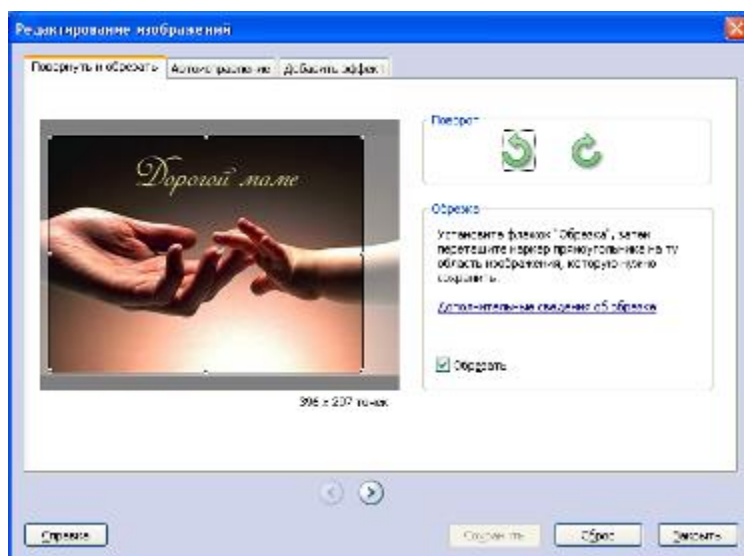 Редактирование изображений
Повернуть и обрезать
Автоисправление
Добавить эффект
Дорогой маме
Поворот
Обрезка
Установите флажок "Обрезка", затем
перетащите маркер прямоугольника на ту
область изображения, которую нужно
сохранить.
Дополнительные сведения об обрезке
Обрезать
точек
Справка
Сохранить
Сброс
Закрыть